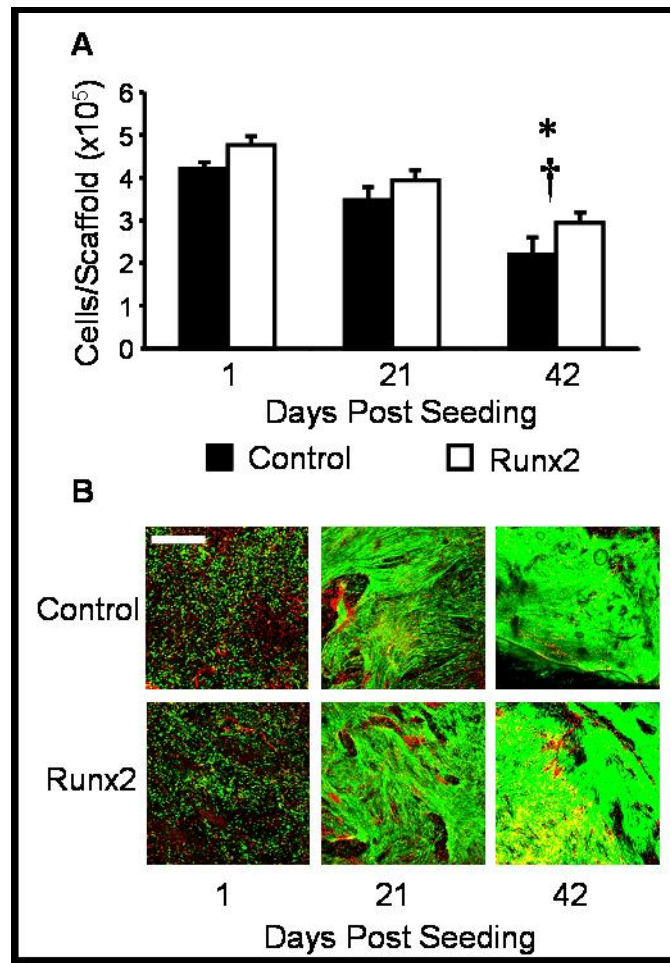 A
Cells/Scaffold (x10⁵)
6
5
4
3
2
1
0
*
†
1 21 42
Days Post Seeding
Control Runx2
B
Control
Runx2
1 21 42
Days Post Seeding